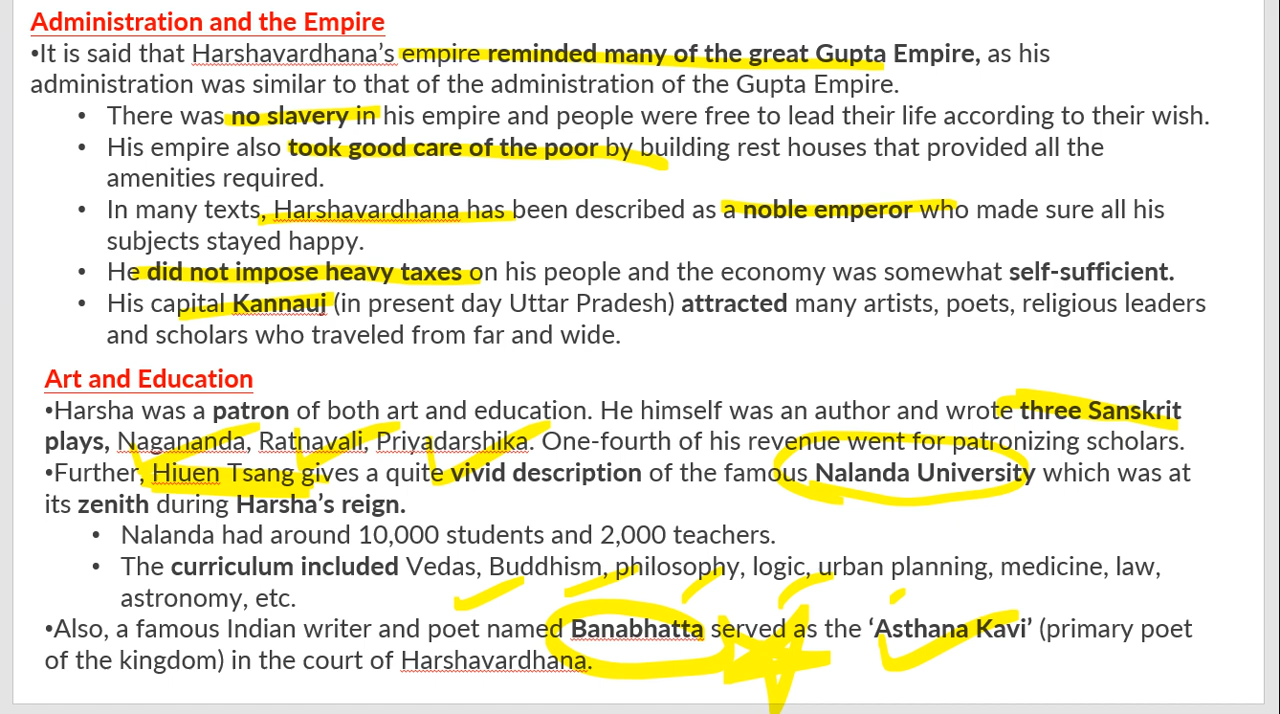 Administration and the Empire
•It is said that Harshavardhana’s empire reminded many of the great Gupta Empire, as his
administration was similar to that of the administration of the Gupta Empire.
• There was no slavery in his empire and people were free to lead their life according to their wish.
• His empire also took good care of the poor by building rest houses that provided all the
amenities required.
• In many texts, Harshavardhana has been described as a noble emperor who made sure all his
subjects stayed happy.
• He did not impose heavy taxes on his people and the economy was somewhat self-sufficient.
• His capital Kannauj (in present day Uttar Pradesh) attracted many artists, poets, religious leaders
and scholars who traveled from far and wide.
Art and Education
•Harsha was a patron of both art and education. He himself was an author and wrote three Sanskrit
plays, Nagananda, Ratnavali, Priyadarshika. One-fourth of his revenue went for patronizing scholars.
•Further, Hiuen Tsang gives a quite vivid description of the famous Nalanda University which was at
its zenith during Harsha’s reign.
• Nalanda had around 10,000 students and 2,000 teachers.
• The curriculum included Vedas, Buddhism, philosophy, logic, urban planning, medicine, law,
astronomy, etc.
•Also, a famous Indian writer and poet named Banabhatta served as the ‘Asthana Kavi’ (primary poet
of the kingdom) in the court of Harshavardhana.